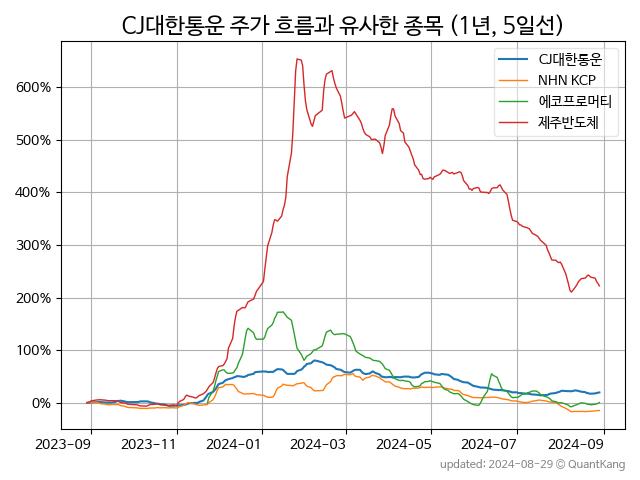 CJ대한통운 주가 흐름과 유사한 종목 (1년, 5일선)
CJ대한통운
NHN KCP
에코프로머티
제주반도체
600%
500%
400%
300%
200%
100%
0%
2023-09
2023-11
2024-01
2024-03
2024-05
2024-07
2024-09
updated: 2024-08-29 © QuantKang